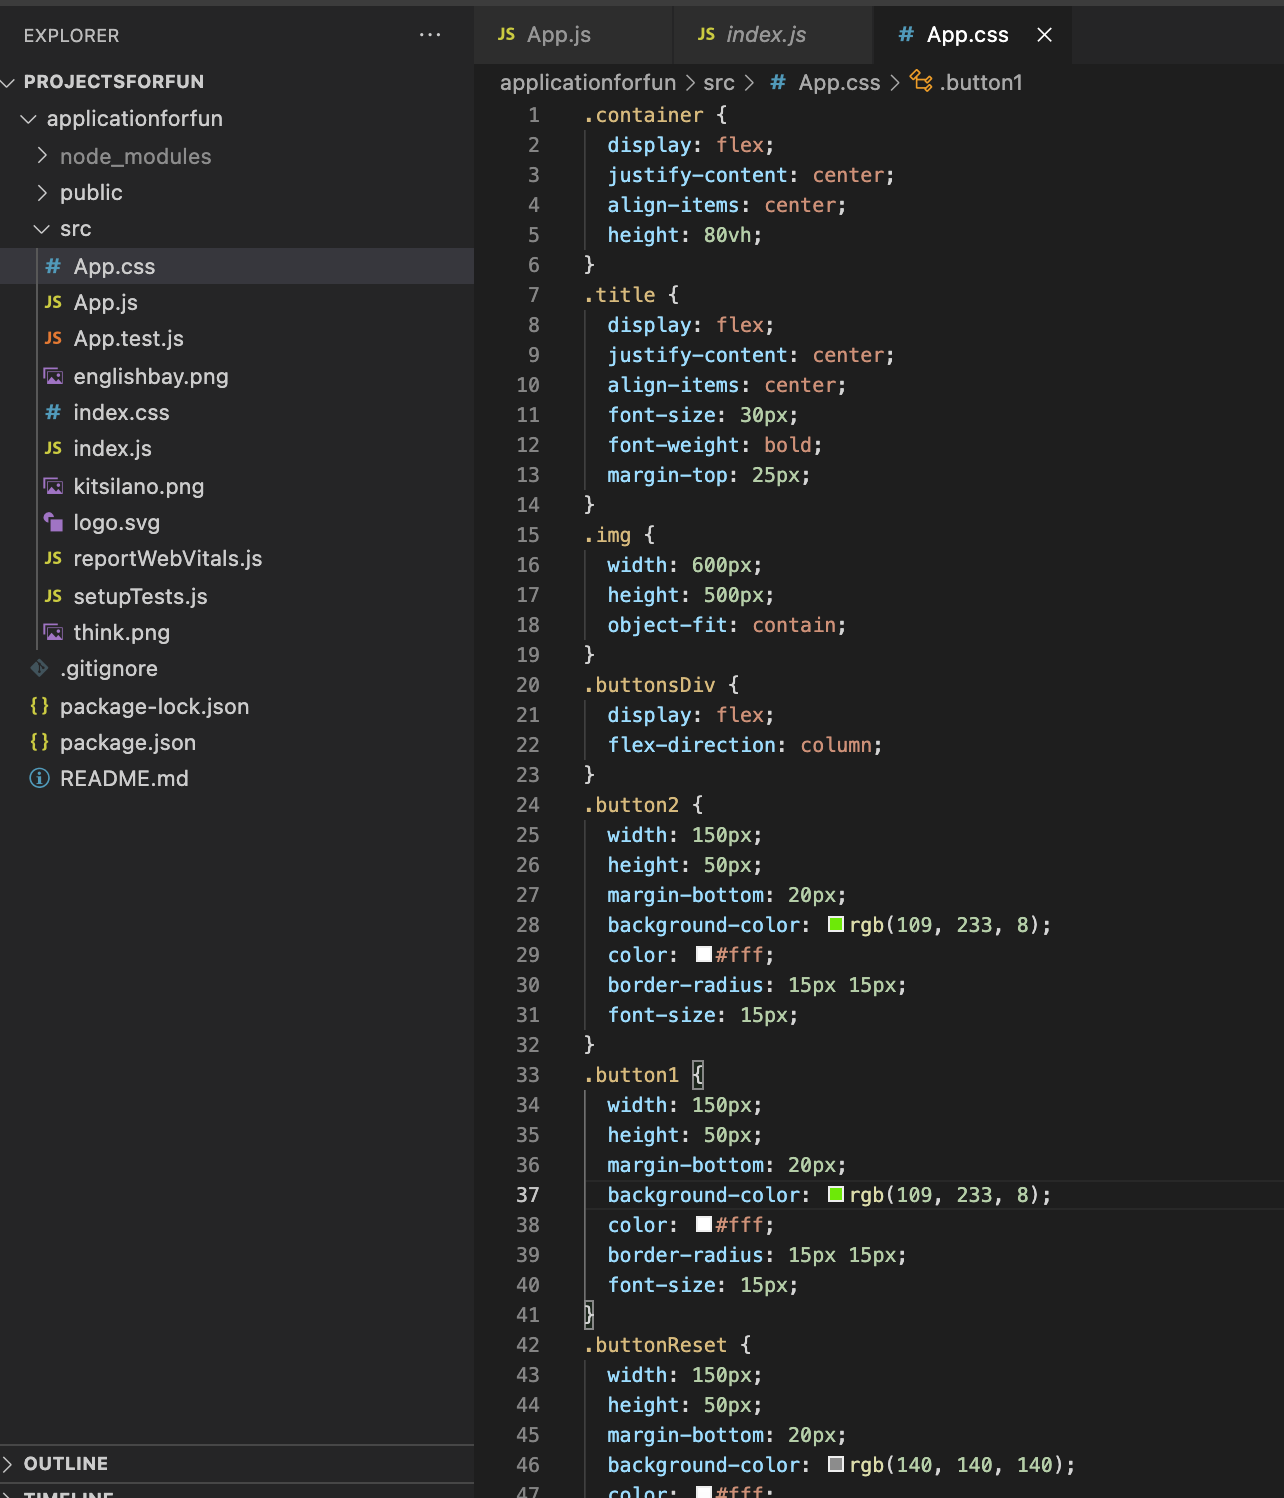 EXPLORER
PROJECTSFORFUN
applicationforfun
node_modules
public
src
# App.css
JS App.js
JS App.test.js
englishbay.png
# index.css
JS index.js
kitsilano.png
logo.svg
JS reportWebVitals.js
JS setupTests.js
think.png
.gitignore
{} package-lock.json
{} package.json
README.md
OUTLINE
TIMELINE
JS App.js
JS index.js
# App.css
applicationforfun > src > # App.css > .button1
1 .container {
2 display: flex;
3 justify-content: center;
4 align-items: center;
5 height: 80vh;
6 }
7 .title {
8 display: flex;
9 justify-content: center;
10 align-items: center;
11 font-size: 30px;
12 font-weight: bold;
13 margin-top: 25px;
14 }
15 .img {
16 width: 600px;
17 height: 500px;
18 object-fit: contain;
19 }
20 .buttonsDiv {
21 display: flex;
22 flex-direction: column;
23 }
24 .button2 {
25 width: 150px;
26 height: 50px;
27 margin-bottom: 20px;
28 background-color: rgb(109, 233, 8);
29 color: #fff;
30 border-radius: 15px 15px;
31 font-size: 15px;
32 }
33 .button1 {
34 width: 150px;
35 height: 50px;
36 margin-bottom: 20px;
37 background-color: rgb(109, 233, 8);
38 color: #fff;
39 border-radius: 15px 15px;
40 font-size: 15px;
41 }
42 .buttonReset {
43 width: 150px;
44 height: 50px;
45 margin-bottom: 20px;
46 background-color: rgb(140, 140, 140);
47 color: #fff;